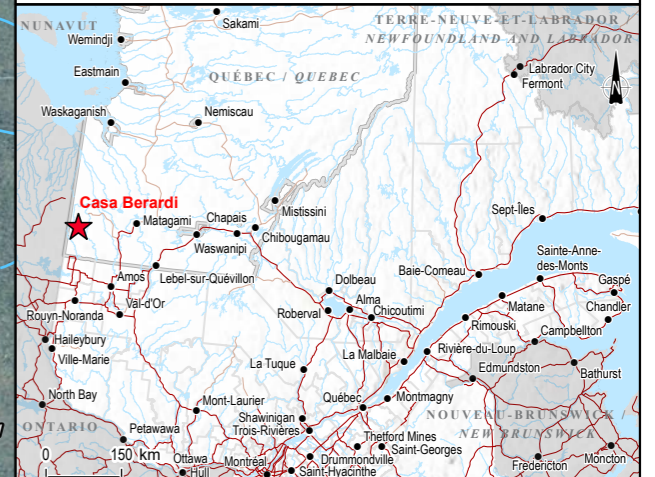 NUNAVUT
Sakami
TERRE-NEUVE-ET-LABRADOR /
NEWFOUNDLAND AND LABRADOR
Wemindji
Labrador City
Fermont
Eastmain
QUÉBEC / QUEBEC
N
Waskaganish
Nemiscau
Casa Berardi
Mistissini
Sept-Îles
Matagami
Chapais
Waswanipi
Chibougamau
Sainte-Anne-
des-Monts
Baie-Comeau
Gaspé
Amos
Lebel-sur-Quévillon
Dolbeau
Matane
Chandler
Rouyn-Noranda
Val-d'Or
Roberval
Alma
Chicoutimi
Rimouski
Campbellton
Haileybury
Ville-Marie
La Tuque
La Malbaie
Rivière-du-Loup
Edmundston
Bathurst
North Bay
Mont-Laurier
Québec
Montmagny
NOUVEAU-BRUNSWICK /
NEW BRUNSWICK
ONTARIO
Petawawa
Shawinigan
Trois-Rivières
Thetford Mines
Saint-Georges
0
150 km
Ottawa
Hull
Montréal
Drummondville
Saint-Hyacinthe
Fredericton
Moncton